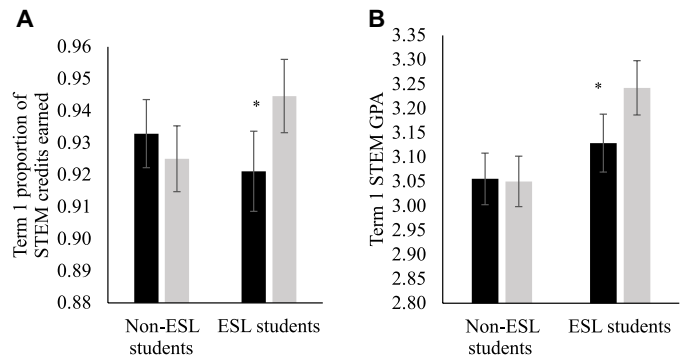 A
Term 1 proportion of
STEM credits earned
0.96
0.95
0.94
0.93
0.92
0.91
0.90
0.89
0.88
*
Non-ESL
students
ESL students
B
Term 1 STEM GPA
3.35
3.30
3.25
3.20
3.15
3.10
3.05
3.00
2.95
2.90
2.85
2.80
*
Non-ESL
students
ESL students